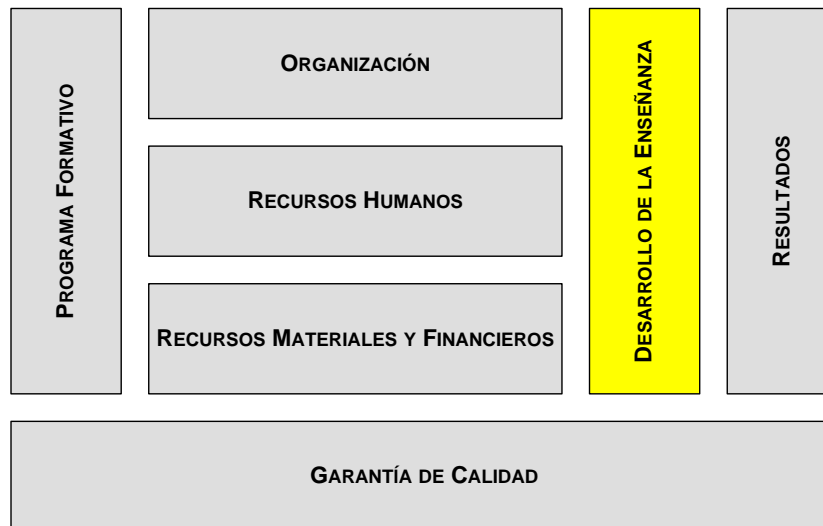 PROGRAMA FORMATIVO
ORGANIZACIÓN
RECURSOS HUMANOS
RECURSOS MATERIALES Y FINANCIEROS
DESARROLLO DE LA ENSEÑANZA
RESULTADOS
GARANTÍA DE CALIDAD